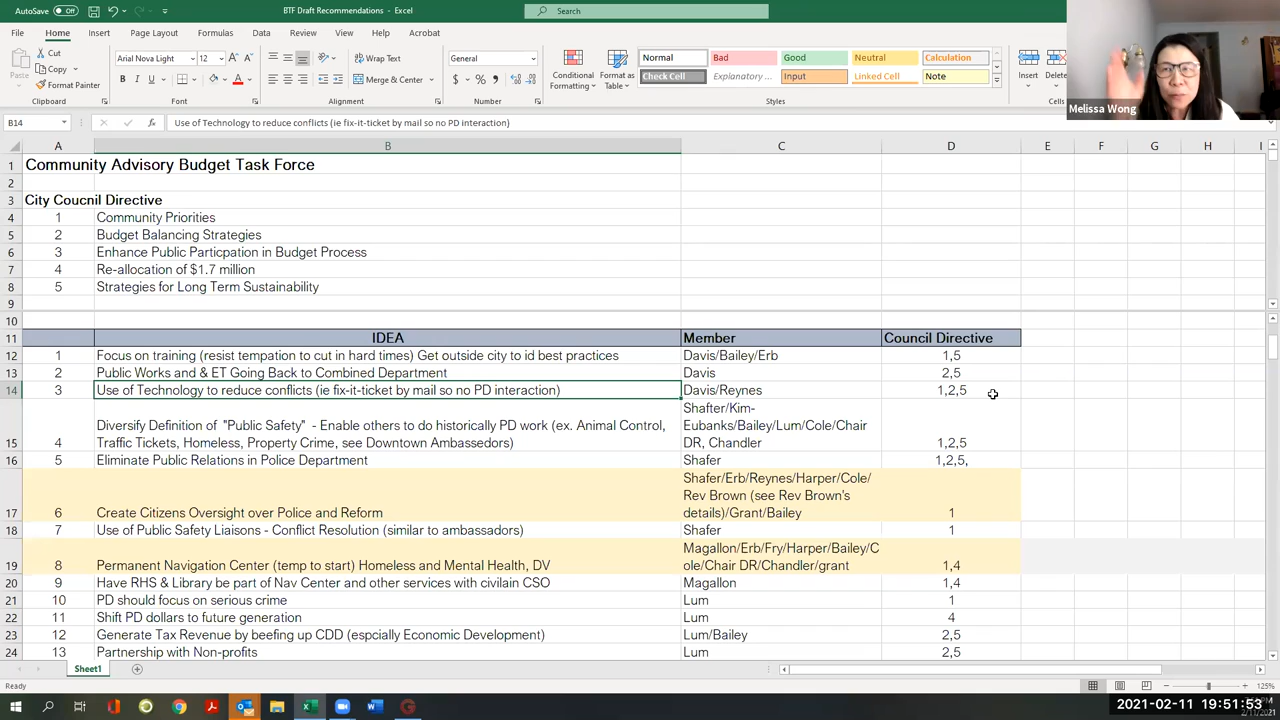 AutoSave Off
BTF Draft Recommendations - Excel
Search
File Home Insert Page Layout Formulas Data Review View Help Acrobat
Paste
Cut
Copy
Format Painter
Clipboard
Arial Nova Light 12
Font
Wrap Text
Merge & Center
Alignment
General
Number
Conditional Formatting
Format as Table
Normal Bad Good Neutral Calculation
Check Cell Explanatory ... Input Linked Cell Note
Styles
Insert
Delete
Cells
Melissa Wong
B14
Use of Technology to reduce conflicts (ie fix-it-ticket by mail so no PD interaction)
A B C D E F G H I
1 Community Advisory Budget Task Force
2
3 City Coucnil Directive
4 1 Community Priorities
5 2 Budget Balancing Strategies
6 3 Enhance Public Particpation in Budget Process
7 4 Re-allocation of $1.7 million
8 5 Strategies for Long Term Sustainability
9
10
11 IDEA Member Council Directive
12 1 Focus on training (resist tempation to cut in hard times) Get outside city to id best practices Davis/Bailey/Erb 1,5
13 2 Public Works and & ET Going Back to Combined Department Davis 2,5
14 3 Use of Technology to reduce conflicts (ie fix-it-ticket by mail so no PD interaction) Davis/Reynes 1,2,5
Shafter/Kim-
Diversify Definition of "Public Safety" - Enable others to do historically PD work (ex. Animal Control, Eubanks/Bailey/Lum/Cole/Chair
15 4 Traffic Tickets, Homeless, Property Crime, see Downtown Ambassadors) DR, Chandler 1,2,5
16 5 Eliminate Public Relations in Police Department Shafer 1,2,5,
Shafer/Erb/Reynes/Harper/Cole/
Rev Brown (see Rev Brown's
17 6 Create Citizens Oversight over Police and Reform details)/Grant/Bailey 1
18 7 Use of Public Safety Liaisons - Conflict Resolution (similar to ambassadors) Shafer 1
Magallon/Erb/Fry/Harper/Bailey/C
19 8 Permanent Navigation Center (temp to start) Homeless and Mental Health, DV ole/Chair DR/Chandler/grant 1,4
20 9 Have RHS & Library be part of Nav Center and other services with civilain CSO Magallon 1,4
21 10 PD should focus on serious crime Lum 1
22 11 Shift PD dollars to future generation Lum 4
23 12 Generate Tax Revenue by beefing up CDD (espcially Economic Development) Lum/Bailey 2,5
24 13 Partnership with Non-profits Lum 2,5
Sheet1
Ready
125%
2021-02-11 19:51:53
2/11/2021